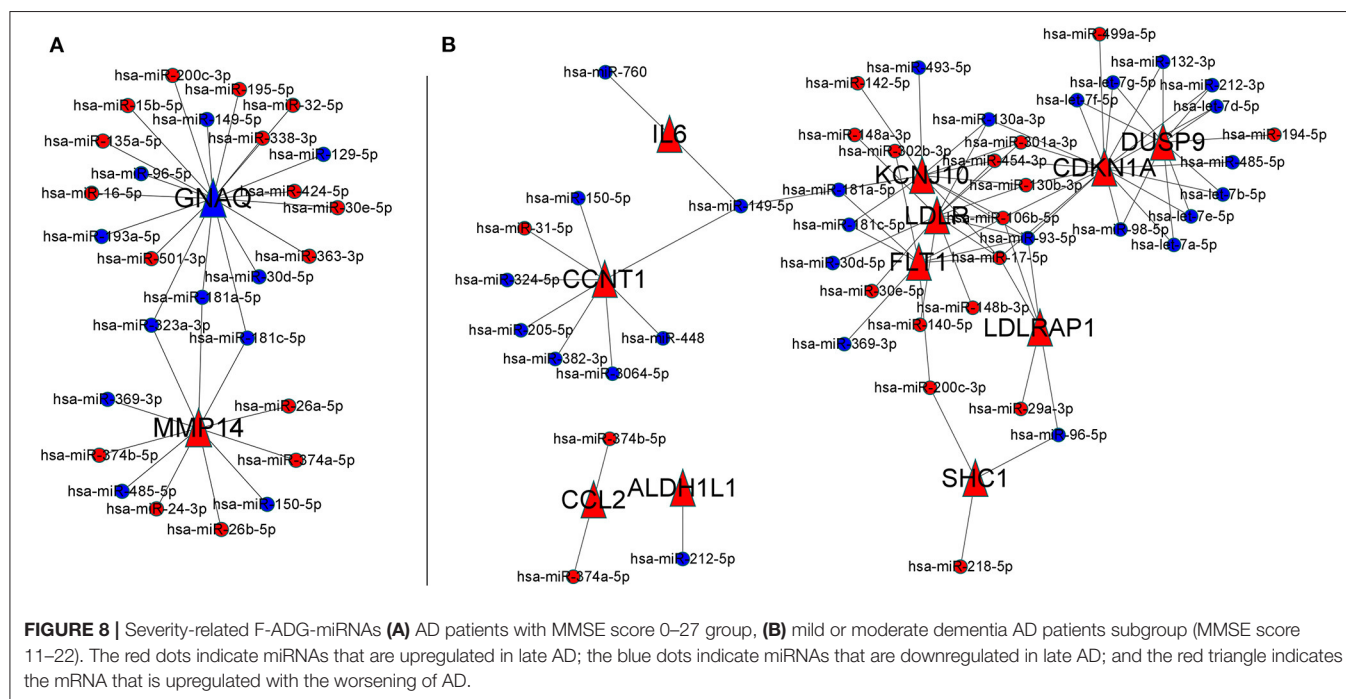 A
B
hsa-miR-200c-3p
hsa-miR-195-5p
hsa-miR-15b-5p
hsa-miR-32-5p
hsa-miR-149-5p
hsa-miR-135a-5p
hsa-miR-338-3p
hsa-miR-129-5p
hsa-miR-96-5p
hsa-miR-16-5p
hsa-miR-424-5p
GNAQ
hsa-miR-30e-5p
hsa-miR-193a-5p
hsa-miR-501-3p
hsa-miR-363-3p
hsa-miR-30d-5p
hsa-miR-181a-5p
hsa-miR-323a-3p
hsa-miR-181c-5p
hsa-miR-369-3p
hsa-miR-26a-5p
MMP14
hsa-miR-374b-5p
hsa-miR-374a-5p
hsa-miR-485-5p
hsa-miR-24-3p
hsa-miR-150-5p
hsa-miR-26b-5p
hsa-miR-760
IL6
hsa-miR-150-5p
hsa-miR-149-5p
hsa-miR-31-5p
hsa-miR-324-5p
CCNT1
hsa-miR-205-5p
hsa-miR-448
hsa-miR-382-3p
hsa-miR-3064-5p
hsa-miR-374b-5p
CCL2
ALDH1L1
hsa-miR-212-5p
hsa-miR-374a-5p
hsa-miR-499a-5p
hsa-miR-493-5p
hsa-miR-132-3p
hsa-miR-142-5p
hsa-let-7g-5p
hsa-miR-212-3p
hsa-let-7f-5p
hsa-let-7d-5p
hsa-miR-130a-3p
hsa-miR-148a-3p
hsa-miR-301a-3p
hsa-miR-194-5p
hsa-miR-302b-3p
DUSP9
hsa-miR-454-3p
hsa-miR-485-5p
KCNJ10
CDKN1A
hsa-miR-130b-3p
hsa-miR-181a-5p
hsa-let-7b-5p
LDLR
hsa-miR-106b-5p
hsa-let-7e-5p
hsa-miR-181c-5p
hsa-miR-98-5p
hsa-miR-93-5p
hsa-let-7a-5p
hsa-miR-30d-5p
FLT1
hsa-miR-17-5p
hsa-miR-30e-5p
hsa-miR-148b-3p
hsa-miR-140-5p
LDLRAP1
hsa-miR-369-3p
hsa-miR-200c-3p
hsa-miR-29a-3p
hsa-miR-96-5p
SHC1
hsa-miR-218-5p
FIGURE 8 | Severity-related F-ADG-miRNAs (A) AD patients with MMSE score 0–27 group, (B) mild or moderate dementia AD patients subgroup (MMSE score
11–22). The red dots indicate miRNAs that are upregulated in late AD; the blue dots indicate miRNAs that are downregulated in late AD; and the red triangle indicates
the mRNA that is upregulated with the worsening of AD.